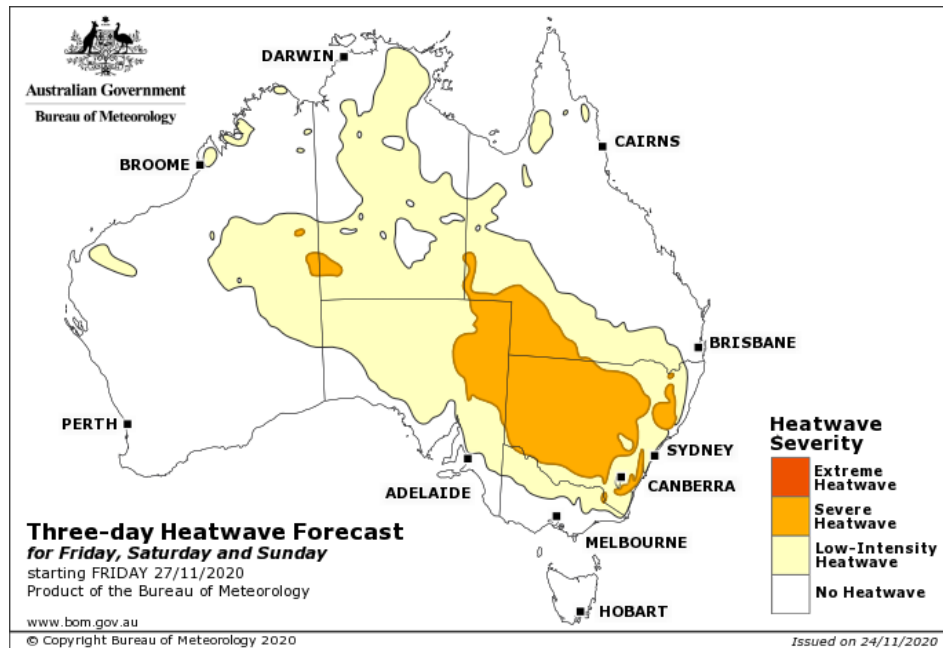 Australian Government
Bureau of Meteorology
DARWIN
BROOME
CAIRNS
BRISBANE
PERTH
SYDNEY
ADELAIDE
CANBERRA
MELBOURNE
HOBART
Heatwave
Severity
Extreme
Heatwave
Severe
Heatwave
Low-Intensity
Heatwave
No Heatwave
Three-day Heatwave Forecast
for Friday, Saturday and Sunday
starting FRIDAY 27/11/2020
Product of the Bureau of Meteorology
www.bom.gov.au
© Copyright Bureau of Meteorology 2020
Issued on 24/11/2020